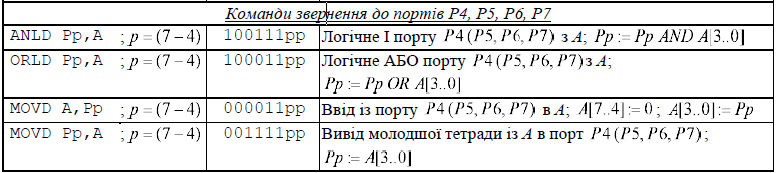 Команди звернення до портів P4, P5, P6, P7
ANLD Pp,A ; p = (7 – 4) 100111pp Логічне І порту P4 (P5, P6, P7) з A; Pp := Pp AND A[3..0]
ORLD Pp,A ; p = (7 – 4) 100011pp Логічне АБО порту P4 (P5, P6, P7) з A;
Pp := Pp OR A[3..0]
MOVD A,Pp ; p = (7 – 4) 000011pp Ввід із порту P4 (P5, P6, P7) в A; A[7..4] := 0 ; A[3..0] := Pp
MOVD Pp,A ; p = (7 – 4) 001111pp Вивід молодшої тетради із A в порт P4 (P5, P6, P7) ;
Pp := A[3..0]